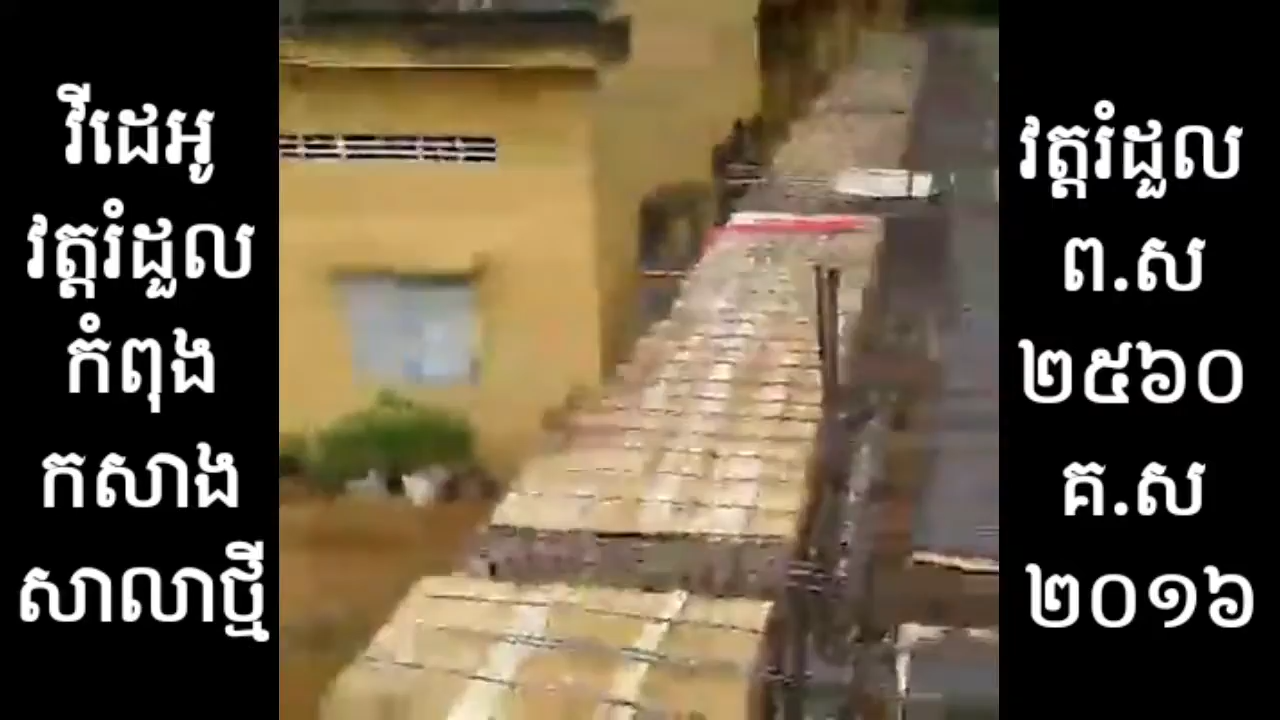 វីដេអូ
វត្តរំដួល
កំពុង
កសាង
សាលាថ្មី
វត្តរំដួល
ព.ស
២៥៦០
គ.ស
២០១៦